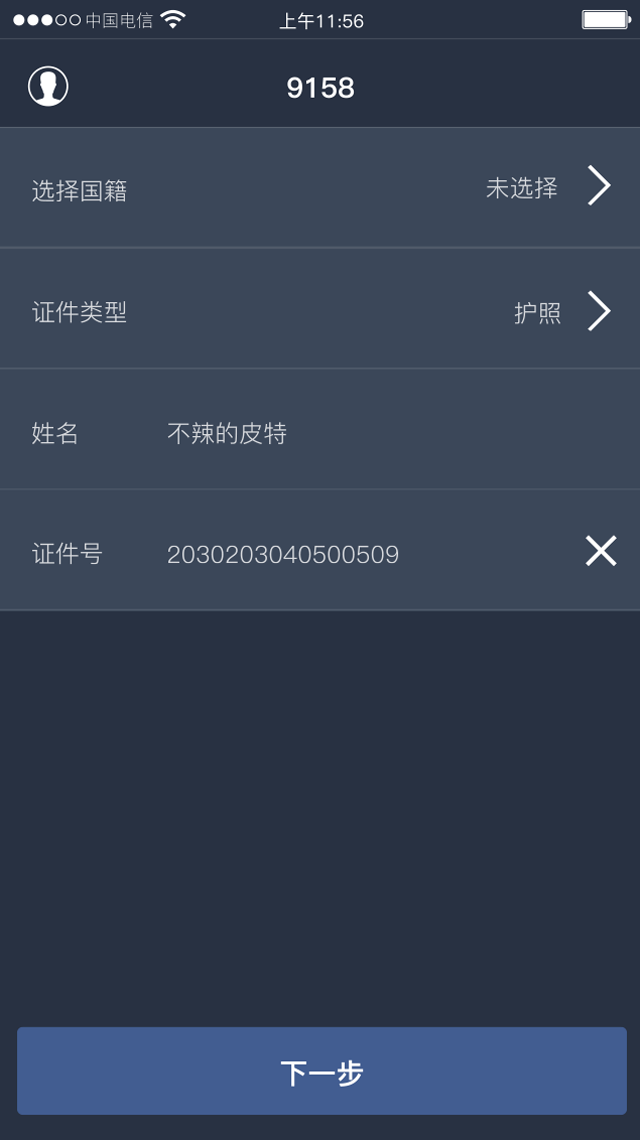 中国电信 上午11:56
9158
选择国籍 未选择
证件类型 护照
姓名 不辣的皮特
证件号 2030203040500509
下一步